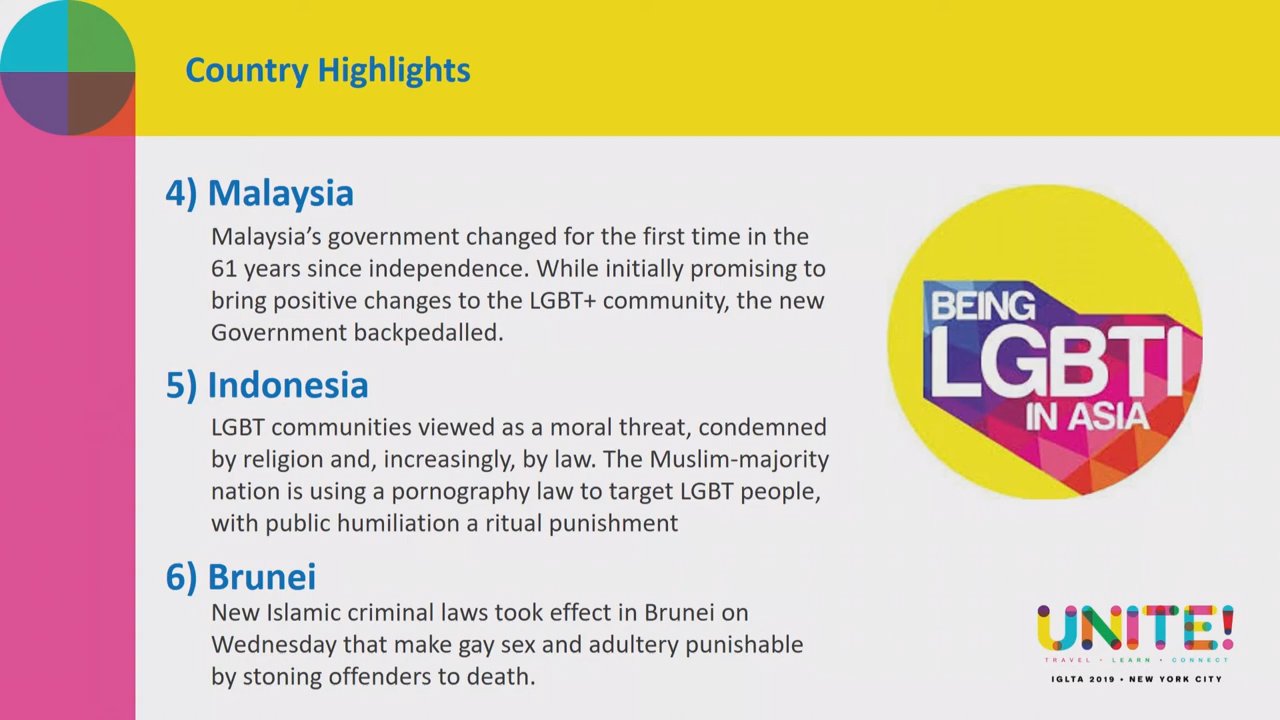 Country Highlights
4) Malaysia
Malaysia’s government changed for the first time in the
61 years since independence. While initially promising to
bring positive changes to the LGBT+ community, the new
Government backpedalled.
5) Indonesia
LGBT communities viewed as a moral threat, condemned
by religion and, increasingly, by law. The Muslim-majority
nation is using a pornography law to target LGBT people,
with public humiliation a ritual punishment
6) Brunei
New Islamic criminal laws took effect in Brunei on
Wednesday that make gay sex and adultery punishable
by stoning offenders to death.
BEING
LGBTI
IN ASIA
UNITE!
TRAVEL • LEARN • CONNECT
IGLTA 2019 • NEW YORK CITY